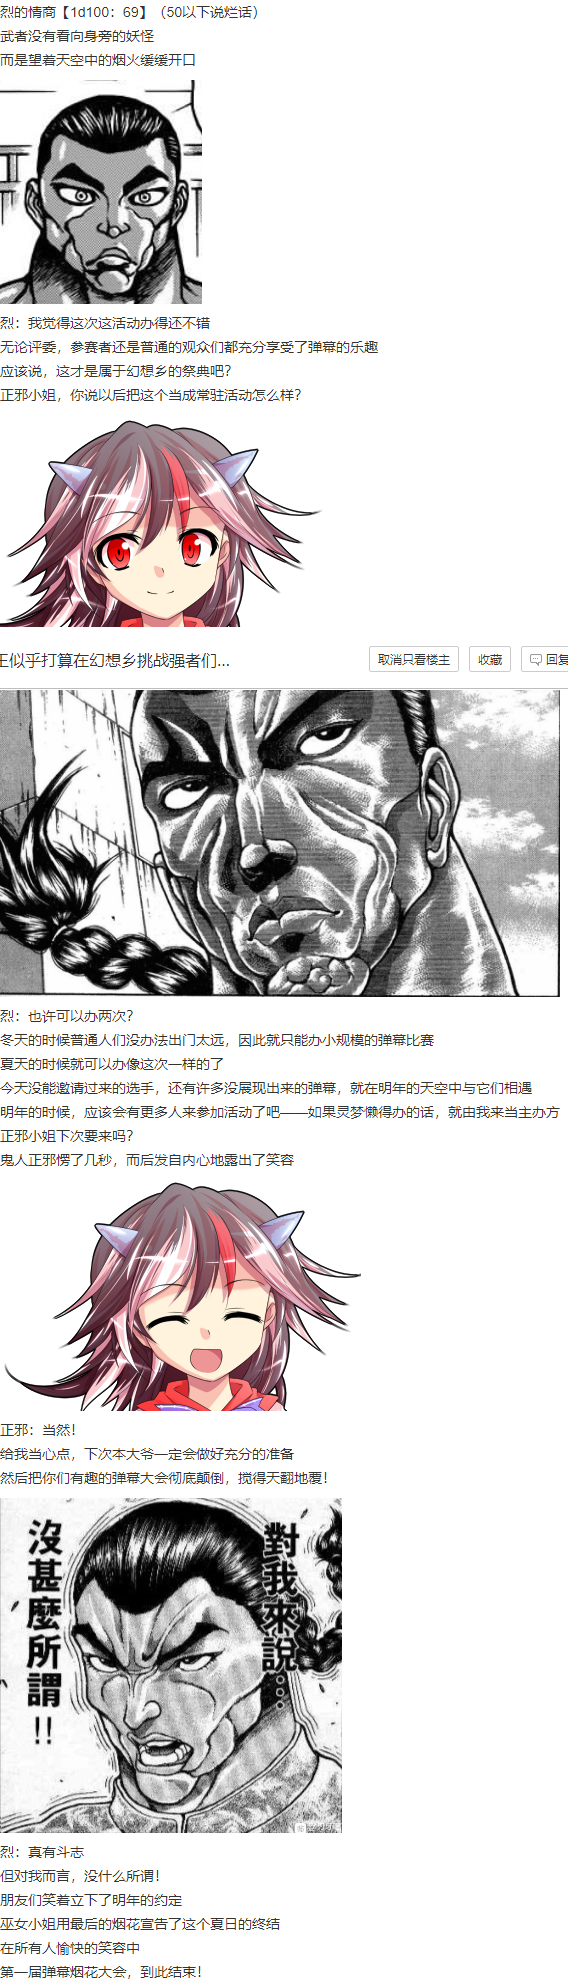 烈的情商【1d100：69】（50以下说烂话）
武者没有看向身旁的妖怪
而是望着天空中的烟火缓缓开口
烈：我觉得这次这活动办得还不错
无论评委，参赛者还是普通的观众们都充分享受了弹幕的乐趣
应该说，这才是属于幻想乡的祭典吧？
正邪小姐，你说以后把这个当成常驻活动怎么样？
王似乎打算在幻想乡挑战强者们...
取消只看楼主
收藏
回复
烈：也许可以办两次？
冬天的时候普通人们没办法出门太远，因此就只能办小规模的弹幕比赛
夏天的时候就可以办像这次一样的了
今天没能邀请过来的选手，还有许多没展现出来的弹幕，就在明年的天空中与它们相遇
明年的时候，应该会有更多人来参加活动了吧——如果灵梦懒得办的话，就由我来当主办方
正邪小姐下次要来吗？
鬼人正邪愣了几秒，而后发自内心地露出了笑容
正邪：当然！
给我当心点，下次本大爷一定会做好充分的准备
然后把你们有趣的弹幕大会彻底颠倒，搅得天翻地覆！
對我來說…
沒甚麼所謂!!
烈：真有斗志
但对我而言，没什么所谓！
朋友们笑着立下了明年的约定
巫女小姐用最后的烟花宣告了这个夏日的终结
在所有人愉快的笑容中
第一届弹幕烟花大会，到此结束！